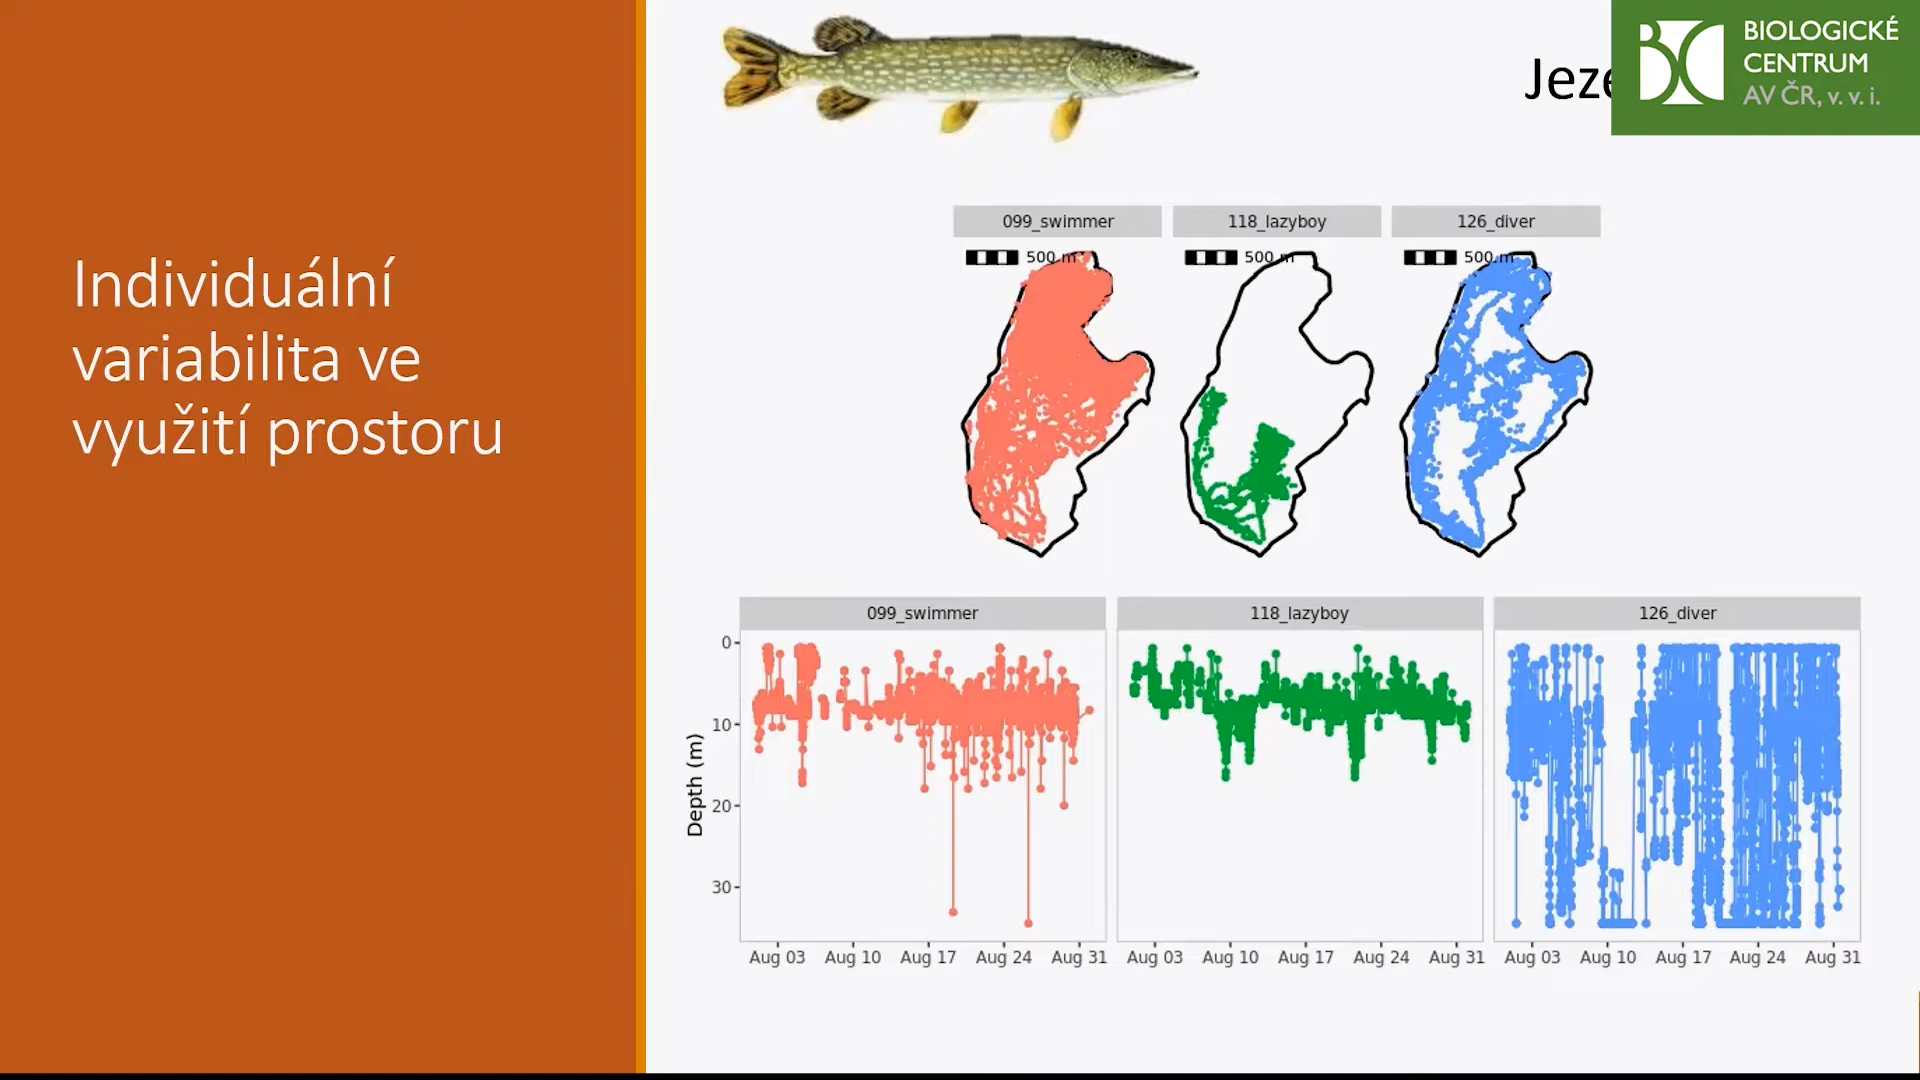 Individuální
variabilita ve
využití prostoru
BIOLOGICKÉ
CENTRUM
AV ČR, v. v. i.
099_swimmer 118_lazyboy 126_diver
500 m 500 m 500 m
099_swimmer 118_lazyboy 126_diver
Depth (m)
0
10
20
30
Aug 03 Aug 10 Aug 17 Aug 24 Aug 31 Aug 03 Aug 10 Aug 17 Aug 24 Aug 31 Aug 03 Aug 10 Aug 17 Aug 24 Aug 31